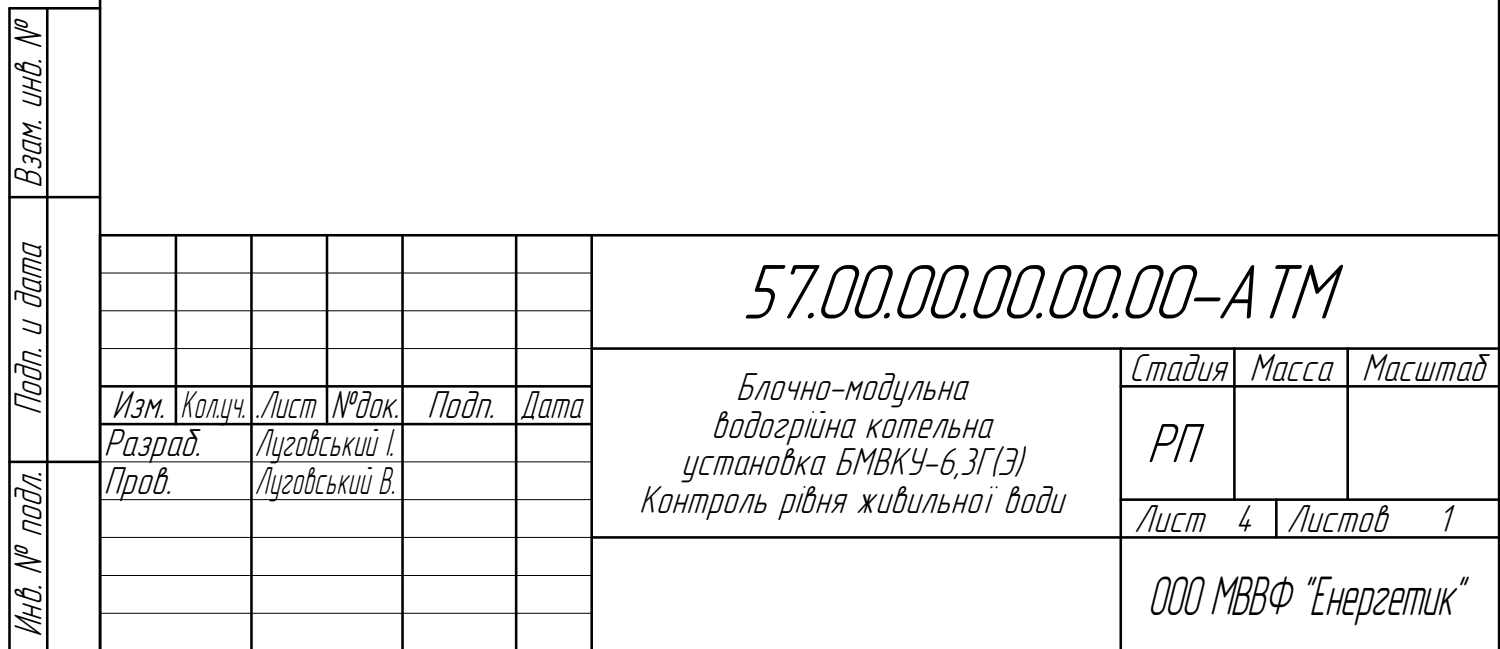 Взам. инв. №
Подп. и дата
Инв. № подл.
57.00.00.00.00.00-АТМ
Изм. Кол.уч. .Лист №док. Подп. Дата
Разраб. Луговський І.
Пров. Луговський В.
Блочно-модульна
водогрійна котельна
установка БМВКУ-6,3Г(Э)
Контроль рівня живильної води
Стадия Масса Масштаб
РП
Лист 4 Листов 1
ООО МВВФ "Енергетик"